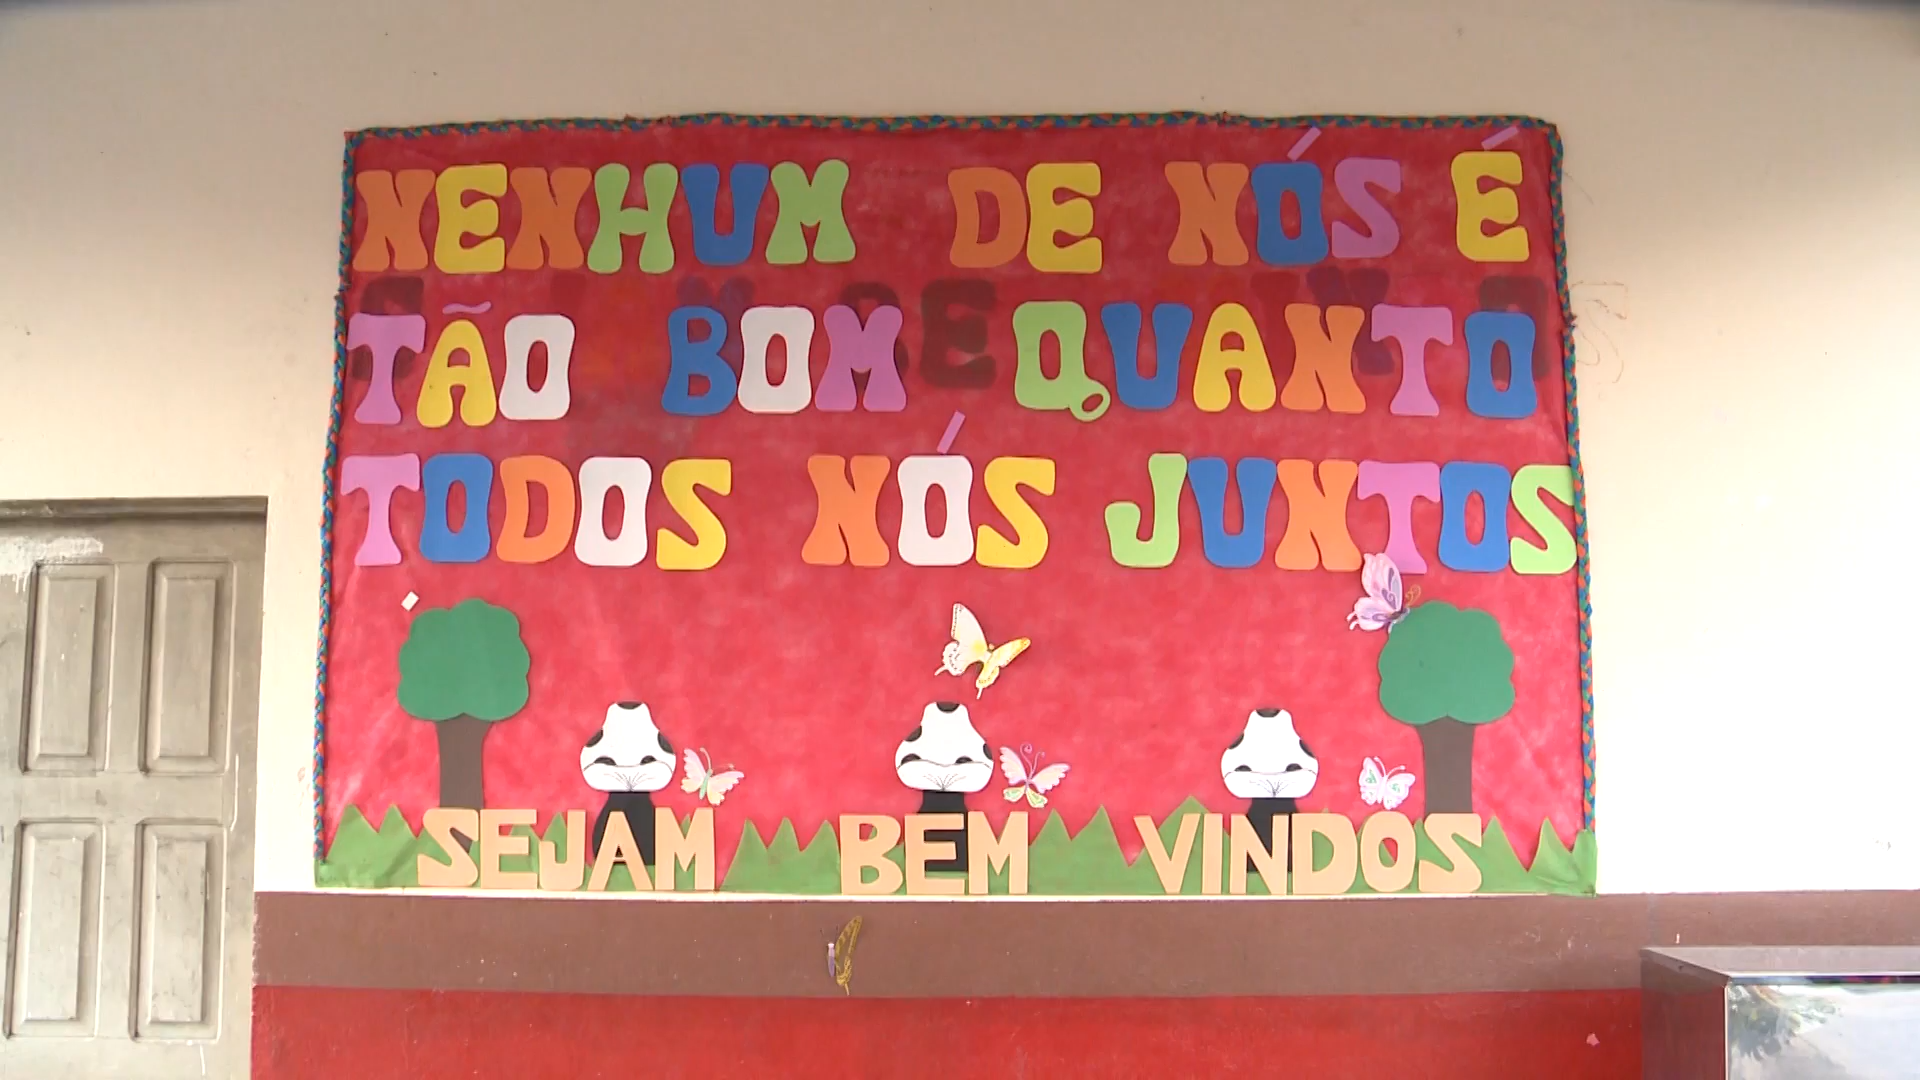 NENHUM DE NÓS É
TÃO BOM QUANTO
TODOS NÓS JUNTOS
SEJAM BEM VINDOS